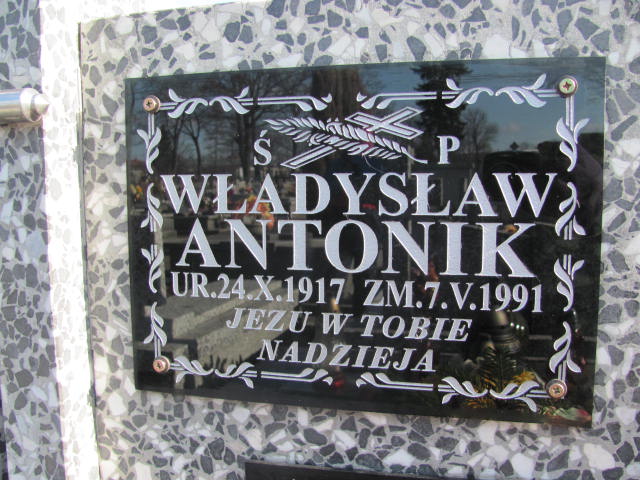 Ś P
WŁADYSŁAW
ANTONIK
UR.24.X.1917 ZM.7.V.1991
JEZU W TOBIE
NADZIEJA